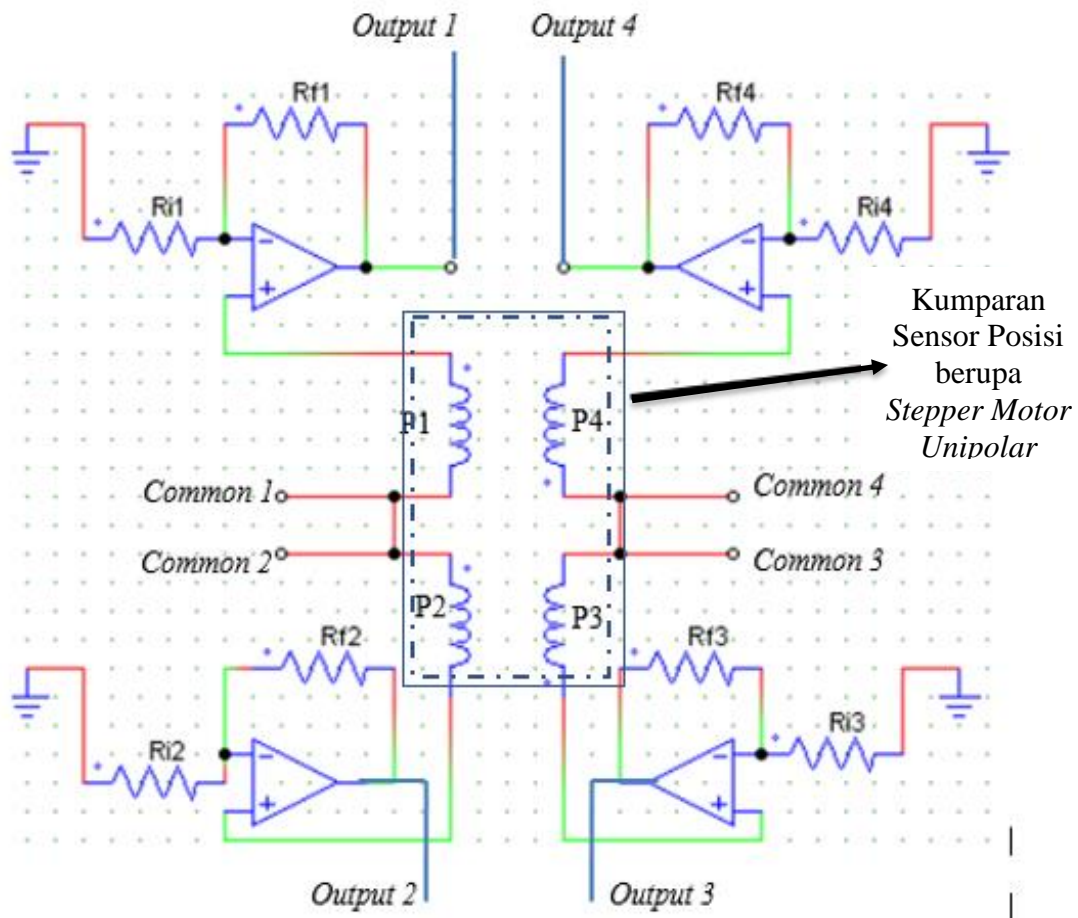 Output 1
Output 4
Rf1
Rf4
Ri1
Ri4
Kumparan
Sensor Posisi
berupa
Stepper Motor
Unipolar
P1
P4
Common 1
Common 4
Common 2
Common 3
P2
P3
Rf2
Rf3
Ri2
Ri3
Output 2
Output 3